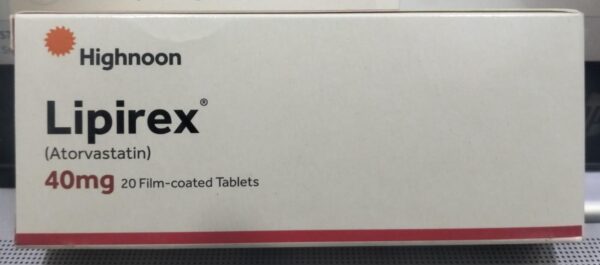 Highnoon
Lipirex®
(Atorvastatin)
40mg 20 Film-coated Tablets